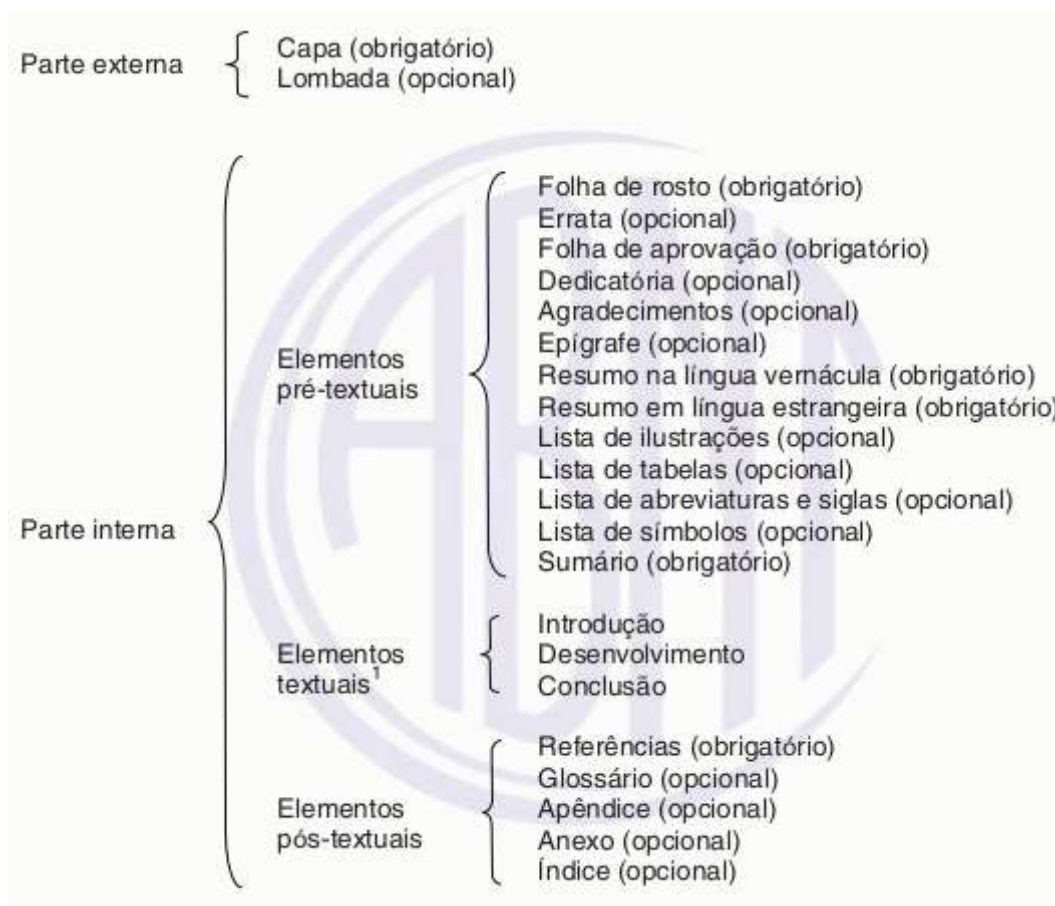 Parte externa
Capa (obrigatório)
Lombada (opcional)
Parte interna
Elementos
pré-textuais
Folha de rosto (obrigatório)
Errata (opcional)
Folha de aprovação (obrigatório)
Dedicatória (opcional)
Agradecimentos (opcional)
Epígrafe (opcional)
Resumo na língua vernácula (obrigatório)
Resumo em língua estrangeira (obrigatório)
Lista de ilustrações (opcional)
Lista de tabelas (opcional)
Lista de abreviaturas e siglas (opcional)
Lista de símbolos (opcional)
Sumário (obrigatório)
Elementos
textuais¹
Introdução
Desenvolvimento
Conclusão
Elementos
pós-textuais
Referências (obrigatório)
Glossário (opcional)
Apêndice (opcional)
Anexo (opcional)
Índice (opcional)